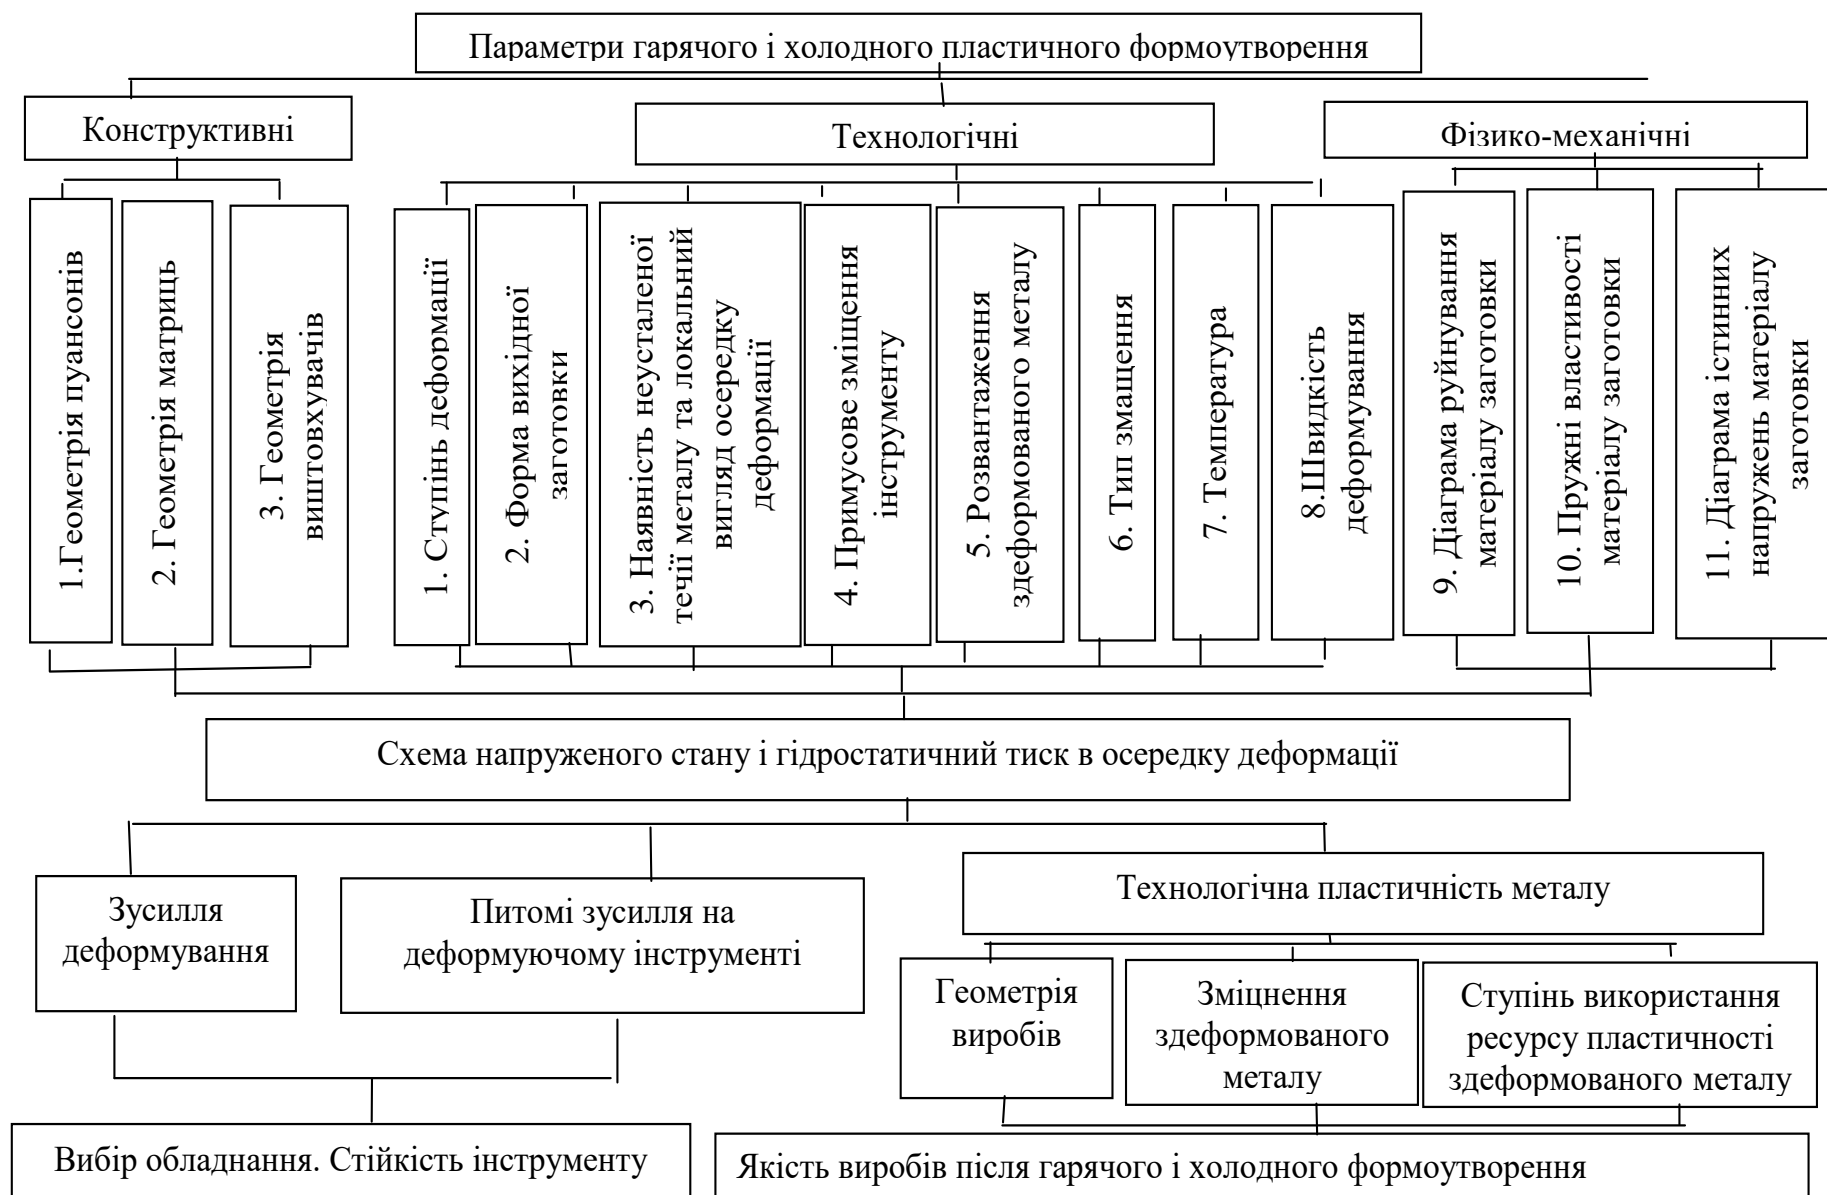 Параметри гарячого і холодного пластичного формоутворення
Конструктивні
Технологічні
Фізико-механічні
1.Геометрія пуансонів
2. Геометрія матриць
3. Геометрія
виштовхувачів
1. Ступінь деформації
2. Форма вихідної
заготовки
3. Наявність неусталеної
течії металу та локальний
вигляд осередку
деформації
4. Примусове зміщення
інструменту
5. Розвантаження
здеформованого металу
6. Тип змащення
7. Температура
8.Швидкість
деформування
9. Діаграма руйнування
матеріалу заготовки
10. Пружні властивості
матеріалу заготовки
11. Діаграма істинних
напружень матеріалу
заготовки
Схема напруженого стану і гідростатичний тиск в осередку деформації
Зусилля
деформування
Питомі зусилля на
деформуючому інструменті
Технологічна пластичність металу
Геометрія
виробів
Зміцнення
здеформованого
металу
Ступінь використання
ресурсу пластичності
здеформованого металу
Вибір обладнання. Стійкість інструменту
Якість виробів після гарячого і холодного формоутворення